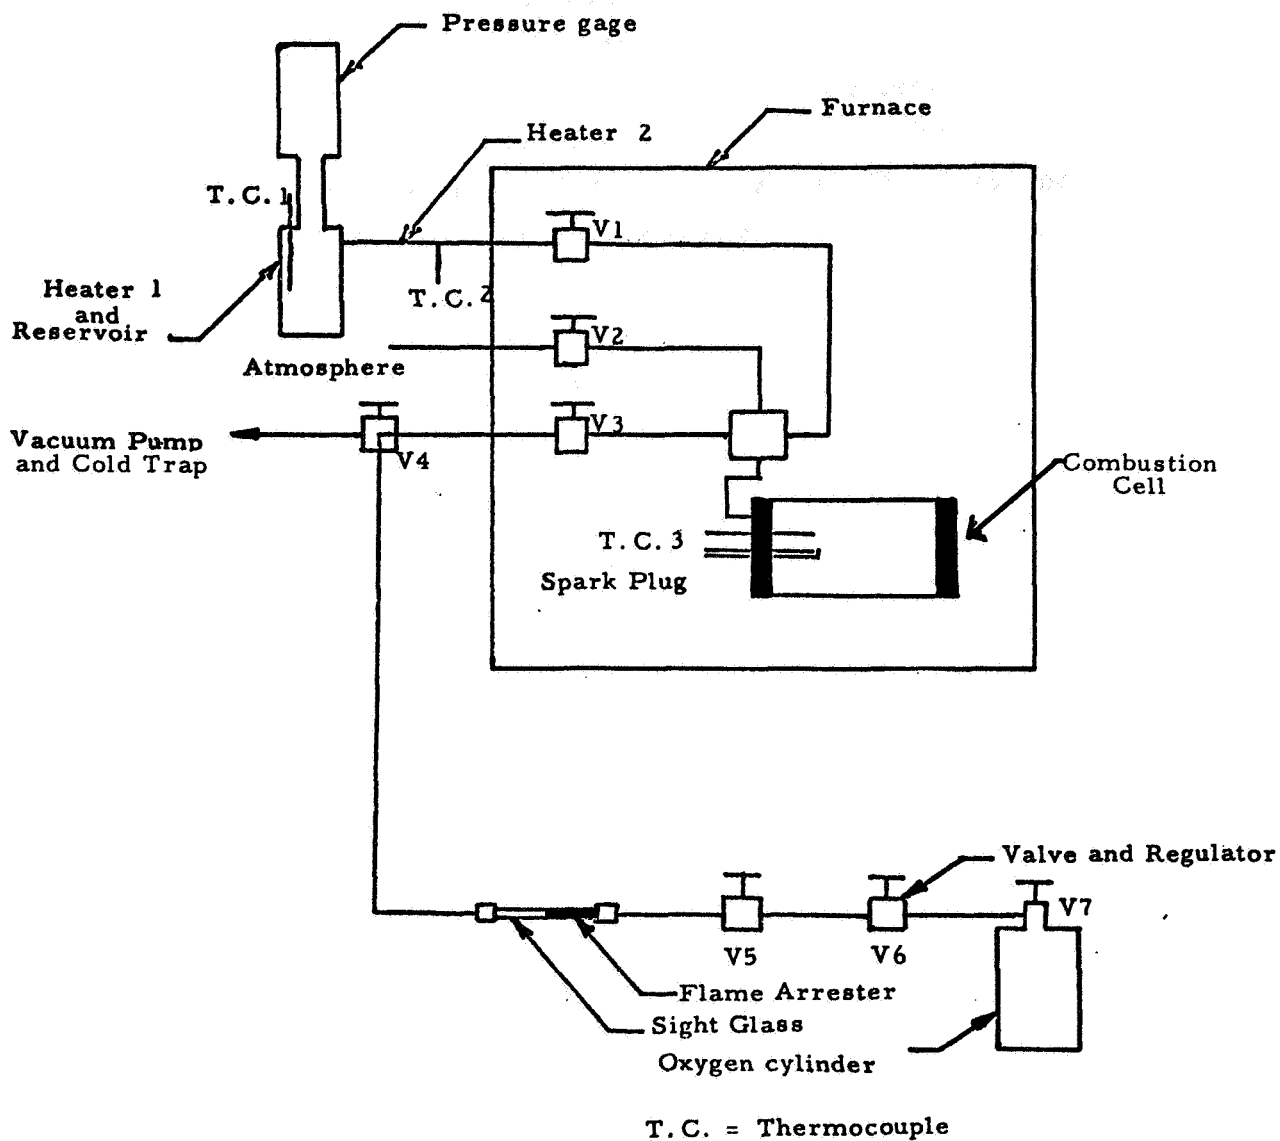 Pressure gage
Furnace
Heater 2
T.C.1
V1
Heater 1
and
Reservoir
T.C.2
V2
Atmosphere
V3
Vacuum Pump
and Cold Trap
V4
Combustion
Cell
T.C.3
Spark Plug
Valve and Regulator
V7
V5
V6
Flame Arrester
Sight Glass
Oxygen cylinder
T.C. = Thermocouple